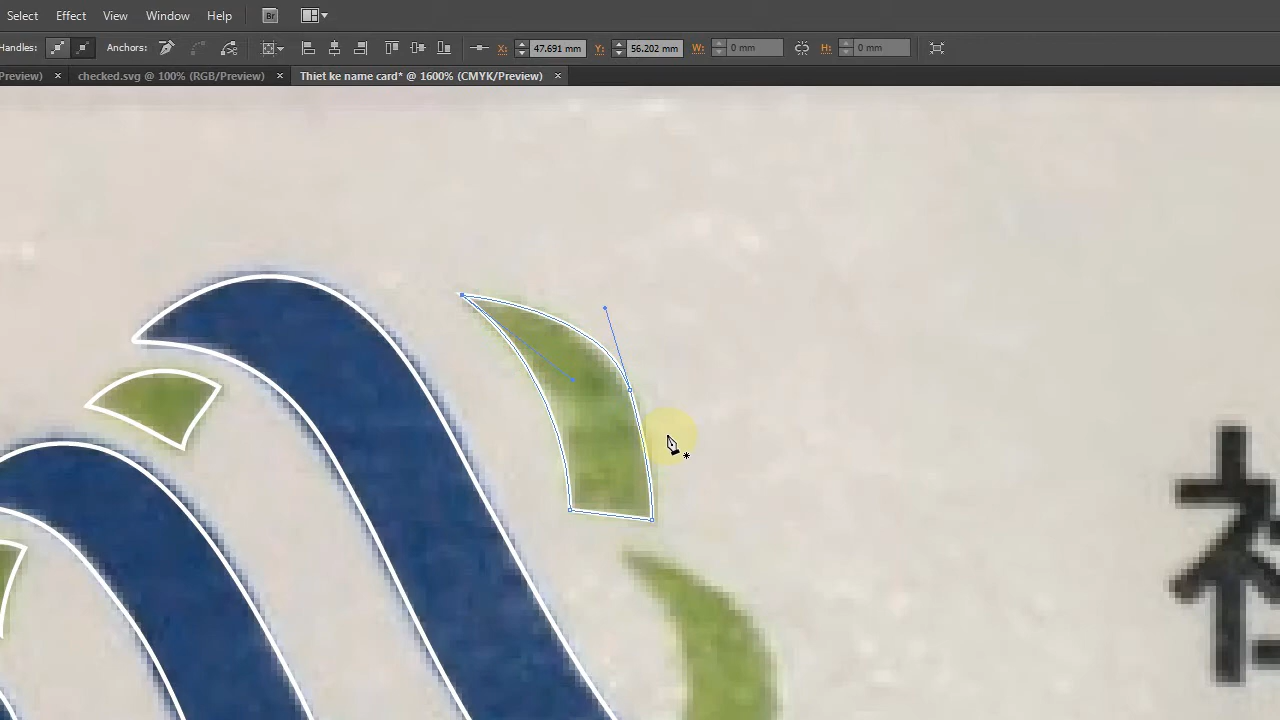 Select Effect View Window Help Br
Handles: Anchors: X: 47.691 mm Y: 56.202 mm W: 0 mm H: 0 mm
Preview) × checked.svg @ 100% (RGB/Preview) × Thiet ke name card* @ 1600% (CMYK/Preview) ×